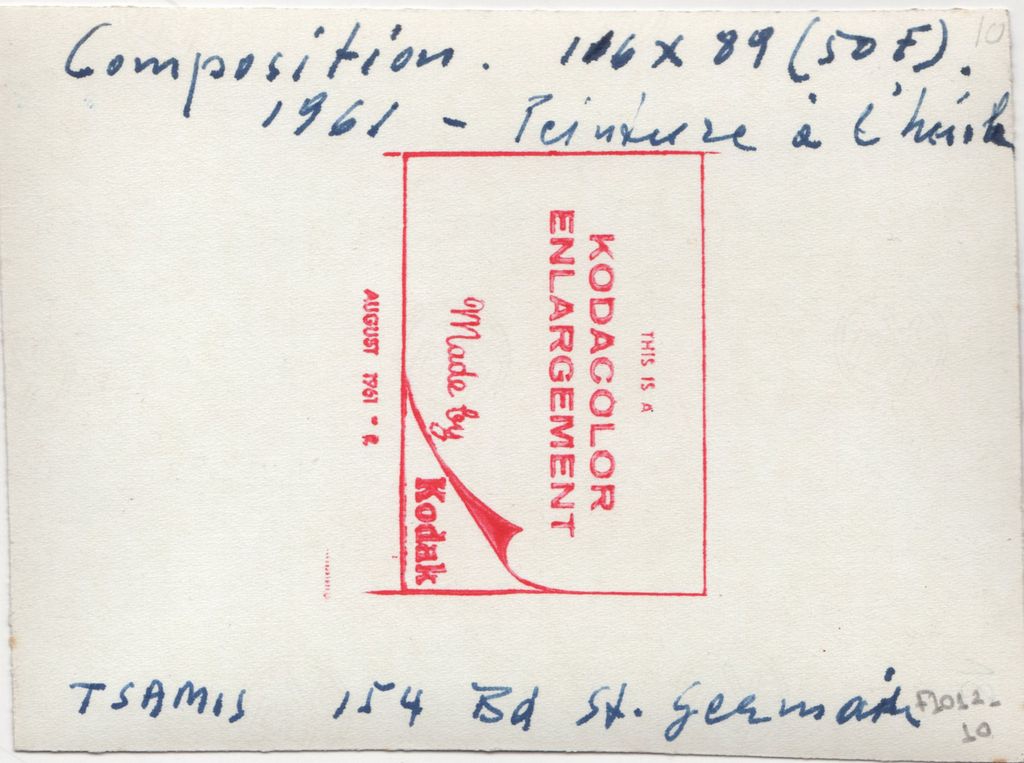 Composition. 116 x 89 (50 F).
10
1961 - Peinture à l'huile
THIS IS A
KODACOLOR
ENLARGEMENT
Made by
Kodak
AUGUST 1961 - R
TSAMIS 154 Bd St. Germain
F1012-
10